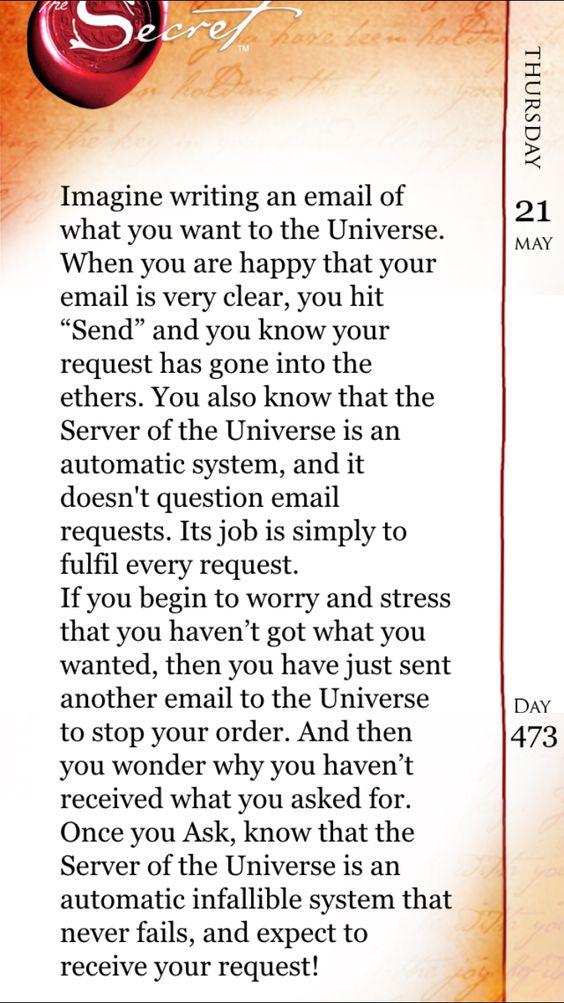 The
Secret™
THURSDAY
21
MAY
Imagine writing an email of
what you want to the Universe.
When you are happy that your
email is very clear, you hit
“Send” and you know your
request has gone into the
ethers. You also know that the
Server of the Universe is an
automatic system, and it
doesn't question email
requests. Its job is simply to
fulfil every request.
If you begin to worry and stress
that you haven’t got what you
wanted, then you have just sent
another email to the Universe
to stop your order. And then
you wonder why you haven’t
received what you asked for.
Once you Ask, know that the
Server of the Universe is an
automatic infallible system that
never fails, and expect to
receive your request!
DAY
473